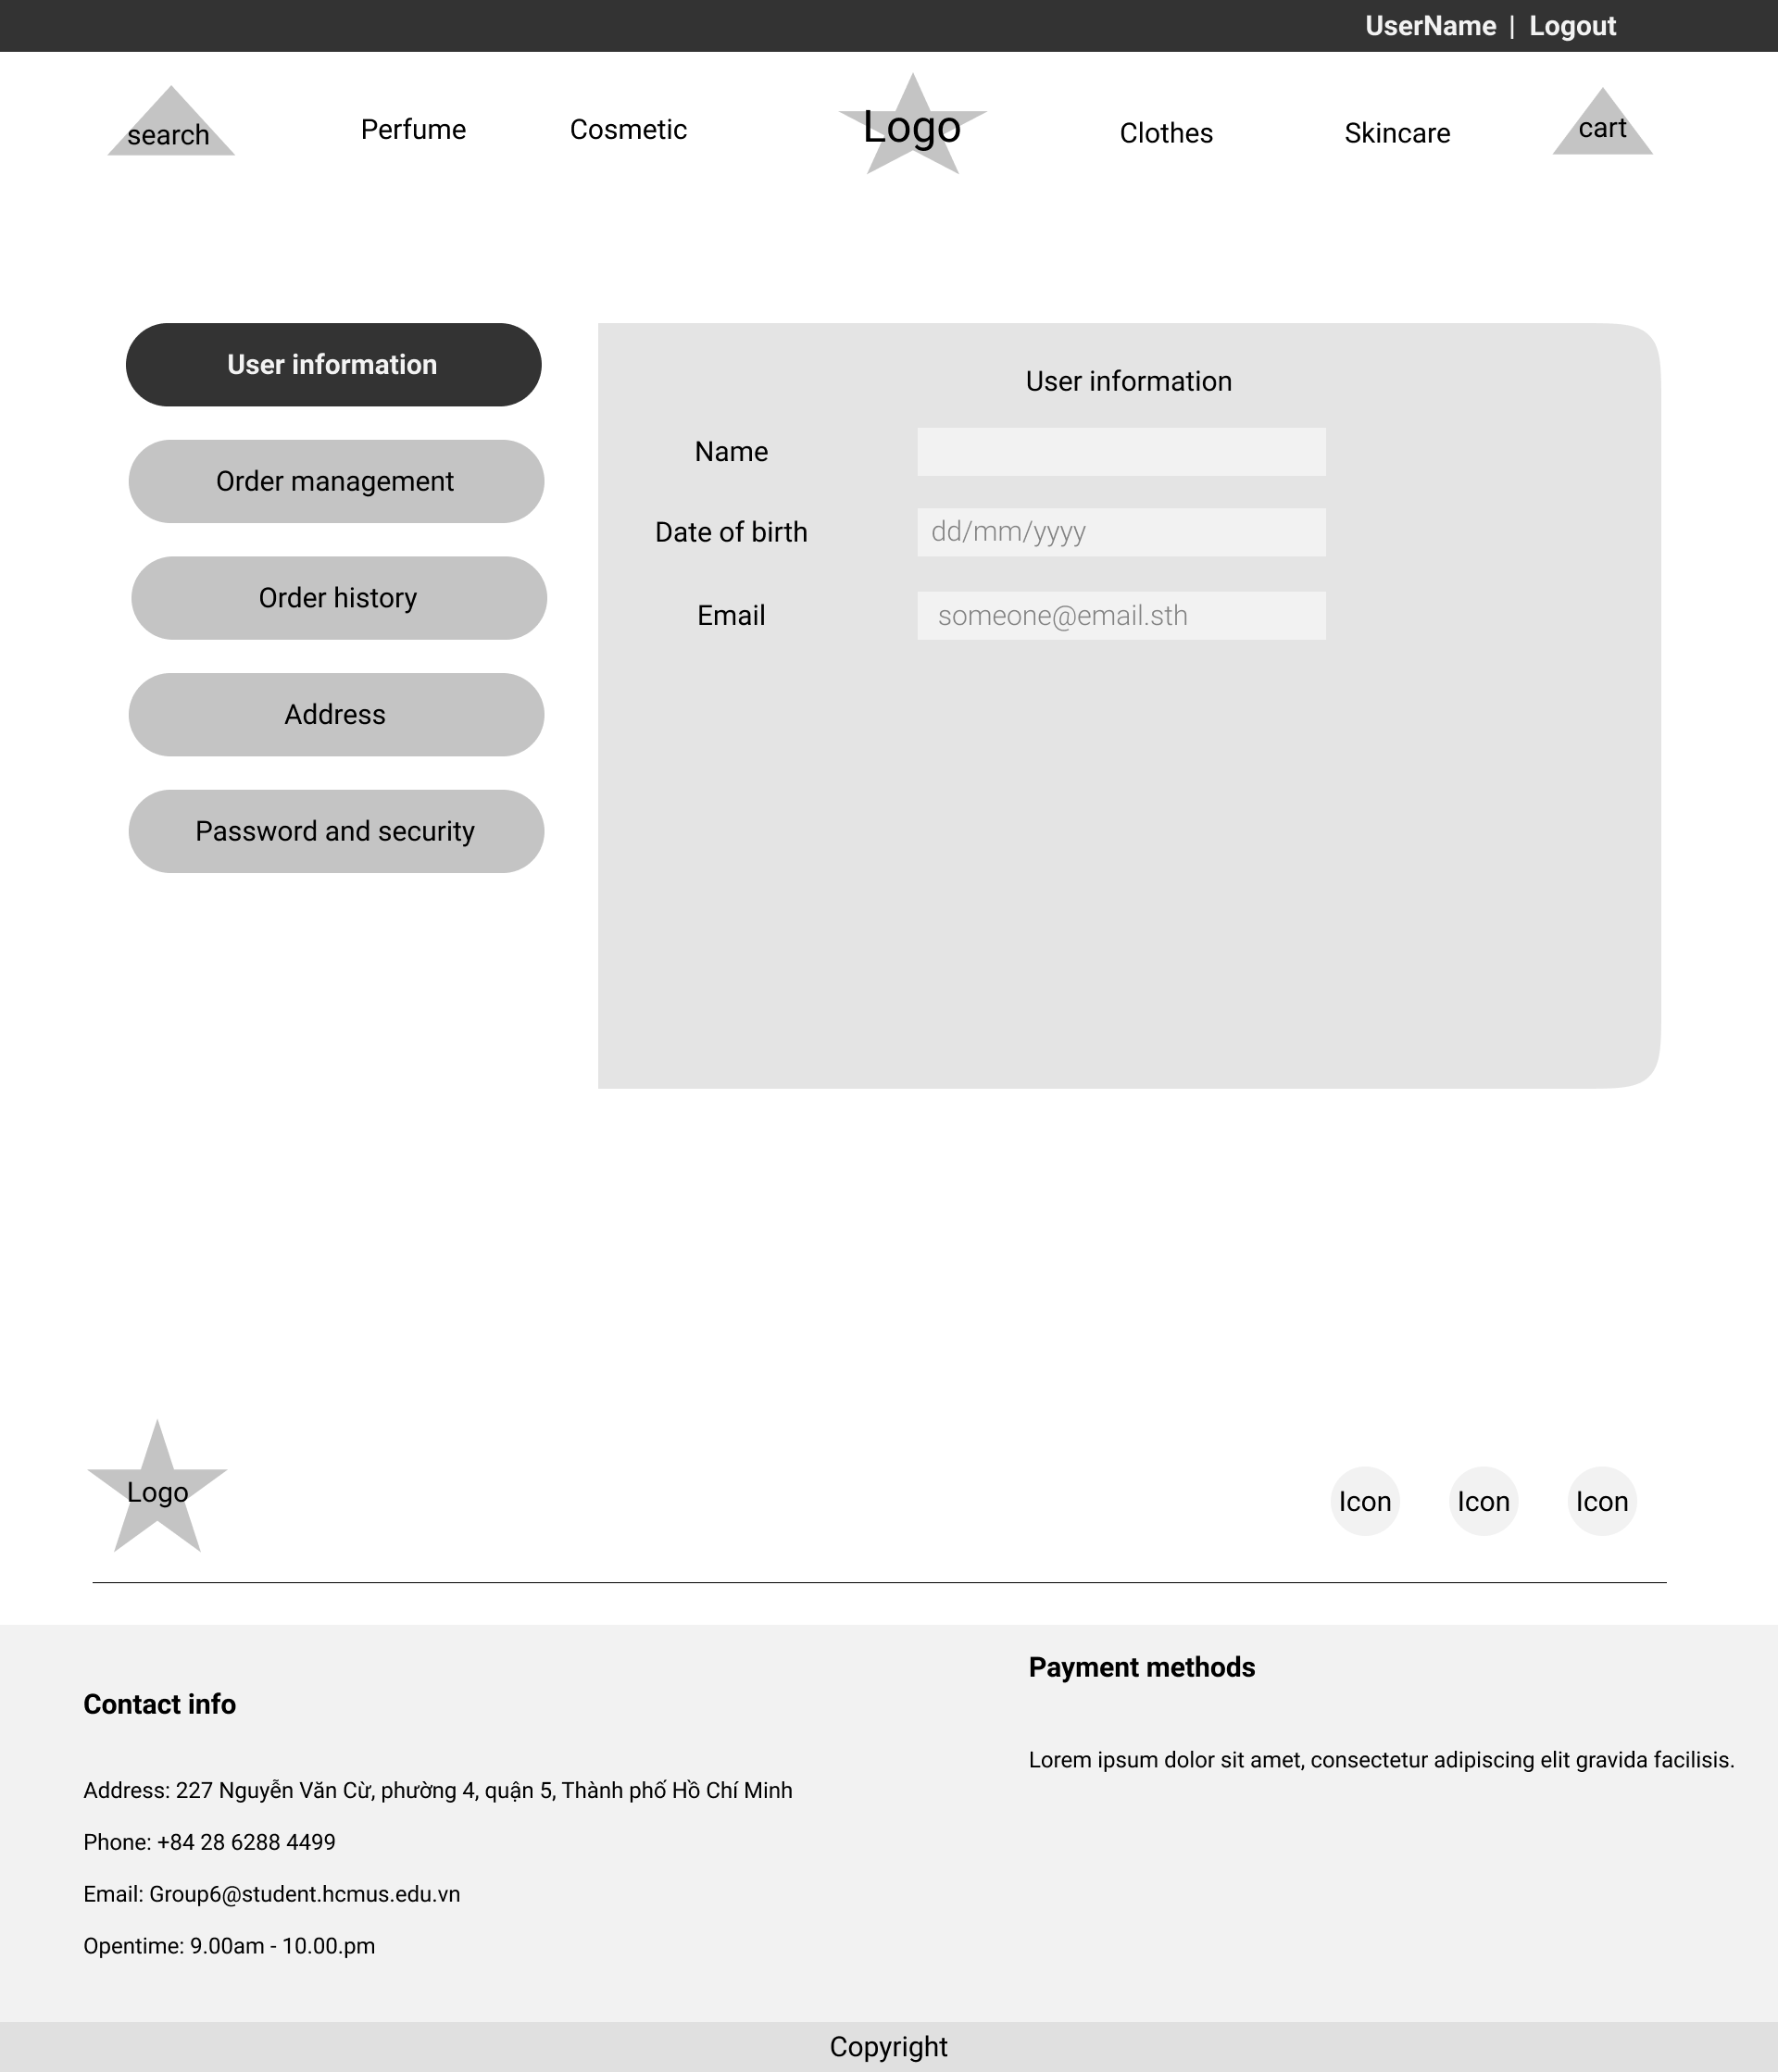 UserName | Logout
search
Perfume
Cosmetic
Logo
Clothes
Skincare
cart
User information
Order management
Order history
Address
Password and security
User information
Name
Date of birth
dd/mm/yyyy
Email
someone@email.sth
Logo
Icon
Icon
Icon
Contact info
Address: 227 Nguyễn Văn Cừ, phường 4, quận 5, Thành phố Hồ Chí Minh
Phone: +84 28 6288 4499
Email: Group6@student.hcmus.edu.vn
Opentime: 9.00am - 10.00.pm
Payment methods
Lorem ipsum dolor sit amet, consectetur adipiscing elit gravida facilisis.
Copyright